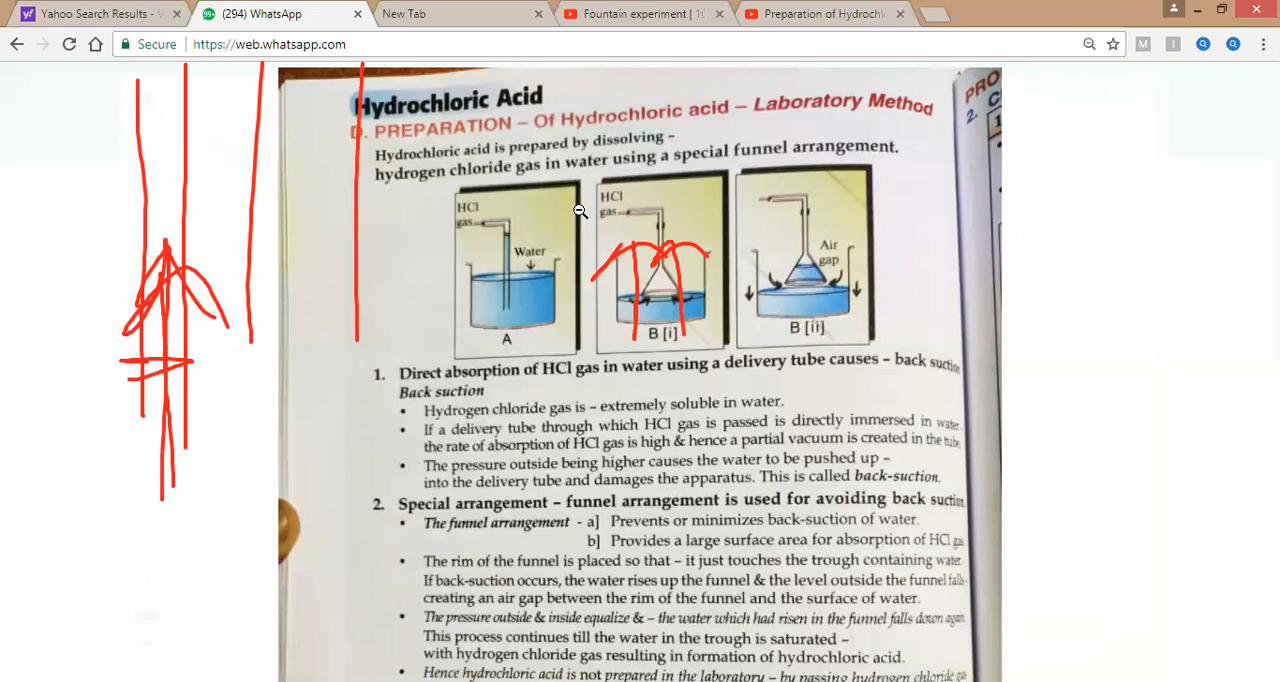 Yahoo Search Results -
(294) WhatsApp
New Tab
Fountain experiment | 10
Preparation of Hydrochl
99+
Secure
https://web.whatsapp.com
Hydrochloric Acid
D. PREPARATION – Of Hydrochloric acid – Laboratory Method
Hydrochloric acid is prepared by dissolving –
hydrogen chloride gas in water using a special funnel arrangement.
PRO
2. C
1
HCl
gas
Water
A
HCl
gas
B [i]
Air
gap
B [ii]
1. Direct absorption of HCl gas in water using a delivery tube causes – back suction
Back suction
• Hydrogen chloride gas is – extremely soluble in water.
• If a delivery tube through which HCl gas is passed is directly immersed in water,
the rate of absorption of HCl gas is high & hence a partial vacuum is created in the tube.
• The pressure outside being higher causes the water to be pushed up –
into the delivery tube and damages the apparatus. This is called back-suction.
2. Special arrangement – funnel arrangement is used for avoiding back suction
• The funnel arrangement - a] Prevents or minimizes back-suction of water.
b] Provides a large surface area for absorption of HCl gas
• The rim of the funnel is placed so that – it just touches the trough containing water.
If back-suction occurs, the water rises up the funnel & the level outside the funnel falls-
creating an air gap between the rim of the funnel and the surface of water.
• The pressure outside & inside equalize & – the water which had risen in the funnel falls down again.
This process continues till the water in the trough is saturated –
with hydrogen chloride gas resulting in formation of hydrochloric acid.
• Hence hydrochloric acid is not prepared in the laboratory – by passing hydrogen chloride gas